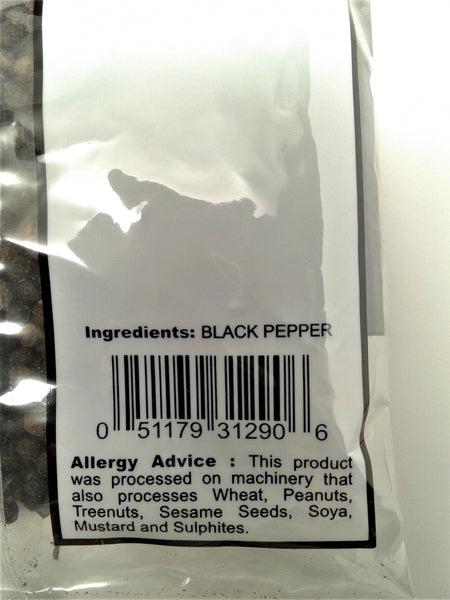 Ingredients: BLACK PEPPER
0 51179 31290 6
Allergy Advice : This product
was processed on machinery that
also processes Wheat, Peanuts,
Treenuts, Sesame Seeds, Soya,
Mustard and Sulphites.